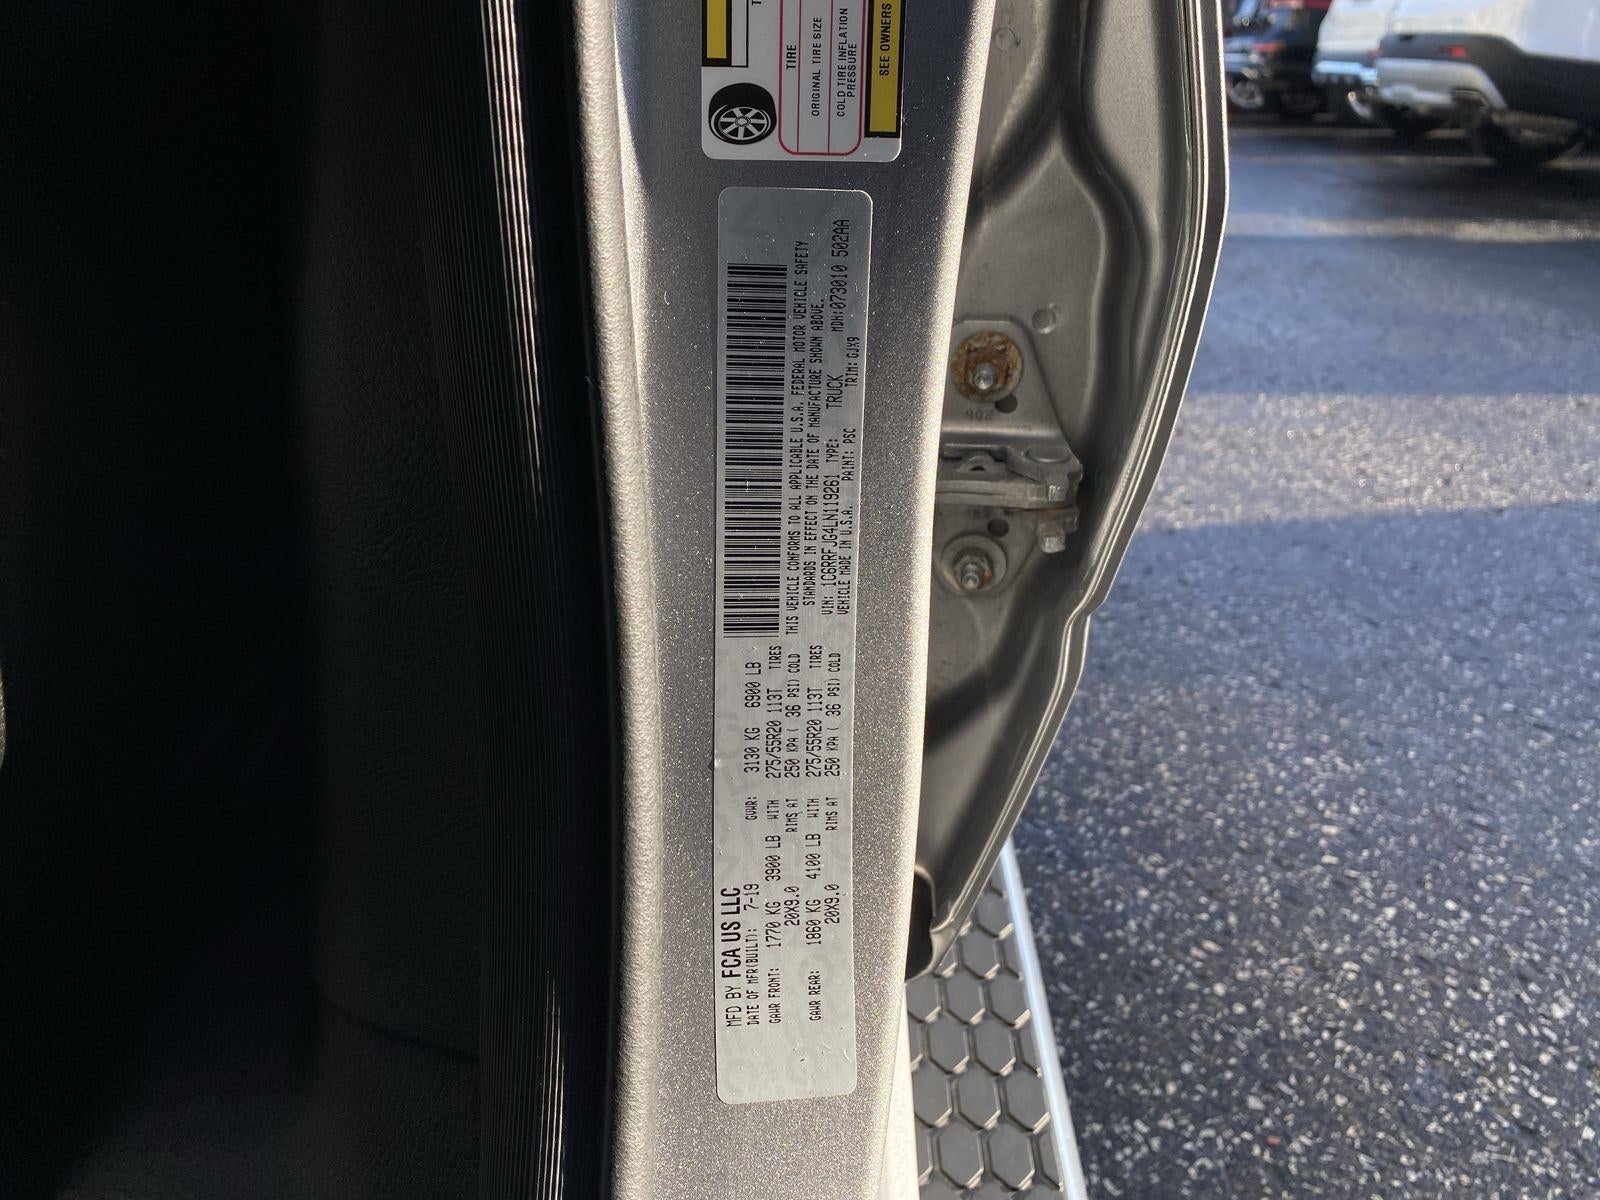 TIRE
ORIGINAL TIRE SIZE
COLD TIRE INFLATION
PRESSURE
SEE OWNERS
MFD BY FCA US LLC
DATE OF MFR(BUILT): 7-19 GVWR: 3130 KG 6900 LB
GAWR FRONT: 1770 KG 3900 LB WITH 275/55R20 113T TIRES
20X9.0 RIMS AT 250 KPA ( 36 PSI) COLD
GAWR REAR: 1860 KG 4100 LB WITH 275/55R20 113T TIRES
20X9.0 RIMS AT 250 KPA ( 36 PSI) COLD
THIS VEHICLE CONFORMS TO ALL APPLICABLE U.S.A. FEDERAL MOTOR VEHICLE SAFETY
STANDARDS IN EFFECT ON THE DATE OF MANUFACTURE SHOWN ABOVE.
VIN: 1C6RRFJG4LN119261 TYPE: TRUCK MDH:073010 502AA
VEHICLE MADE IN U.S.A. PAINT: PSC TRIM: GJX9
902